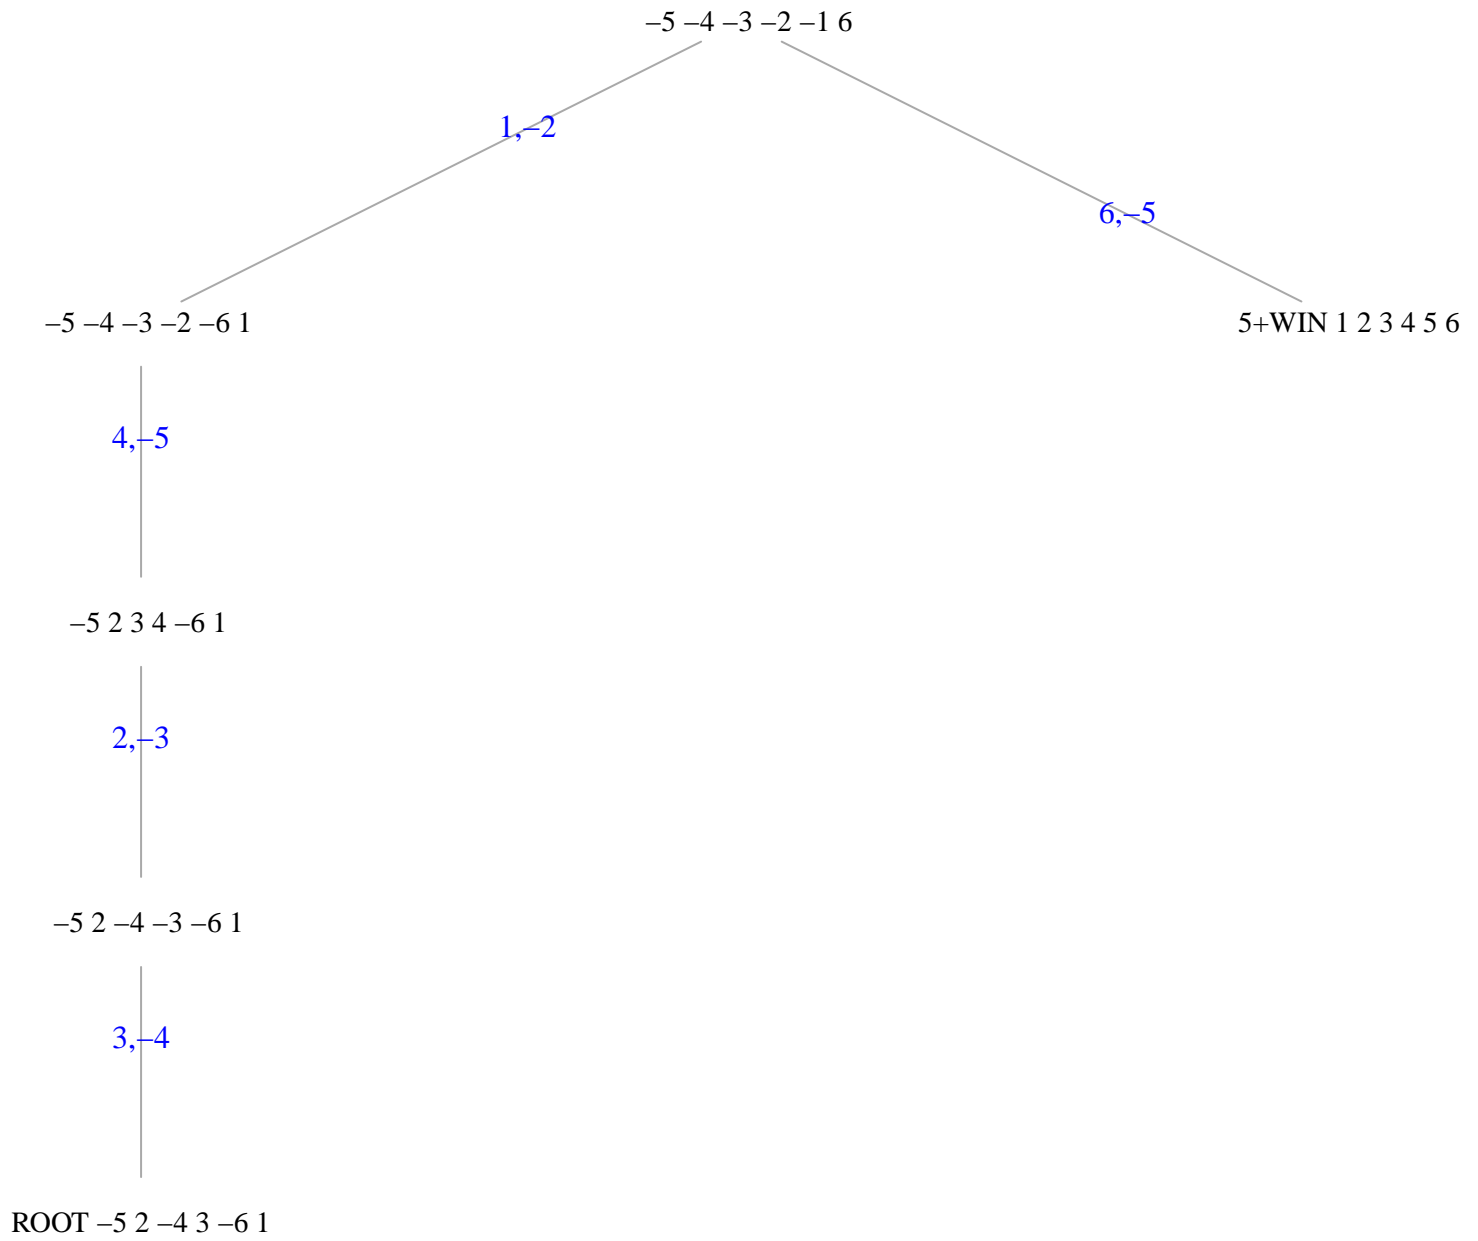 –5 –4 –3 –2 –1 6
1,–2
6,–5
–5 –4 –3 –2 –6 1
5+WIN 1 2 3 4 5 6
4,–5
–5 2 3 4 –6 1
2,–3
–5 2 –4 –3 –6 1
3,–4
ROOT –5 2 –4 3 –6 1